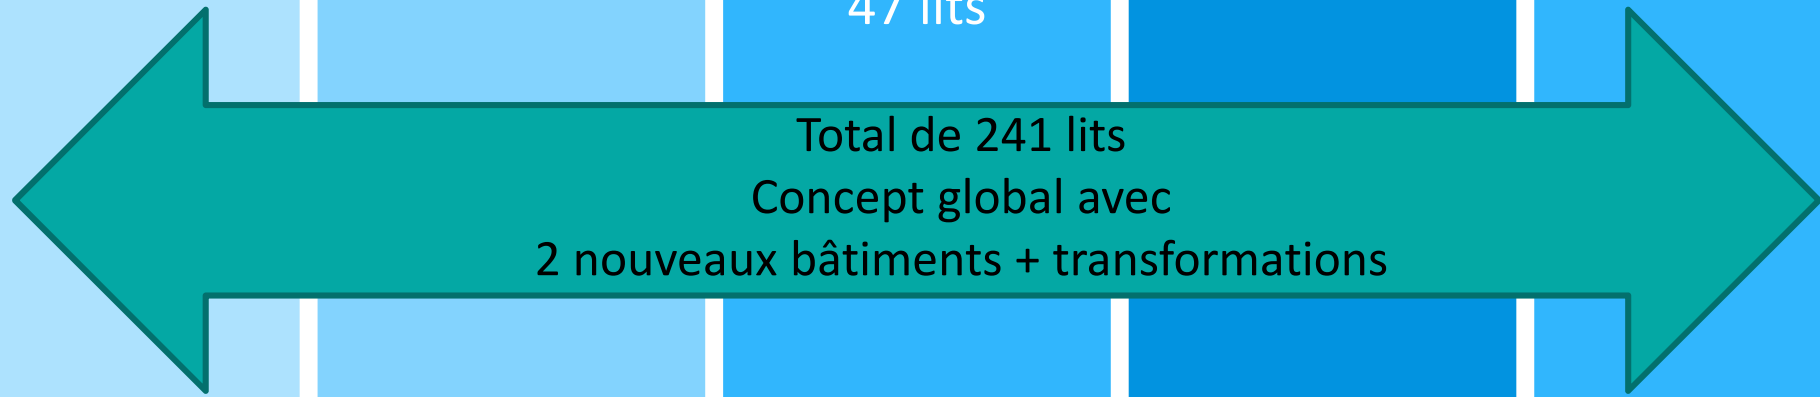 47 lits
Total de 241 lits
Concept global avec
2 nouveaux bâtiments + transformations